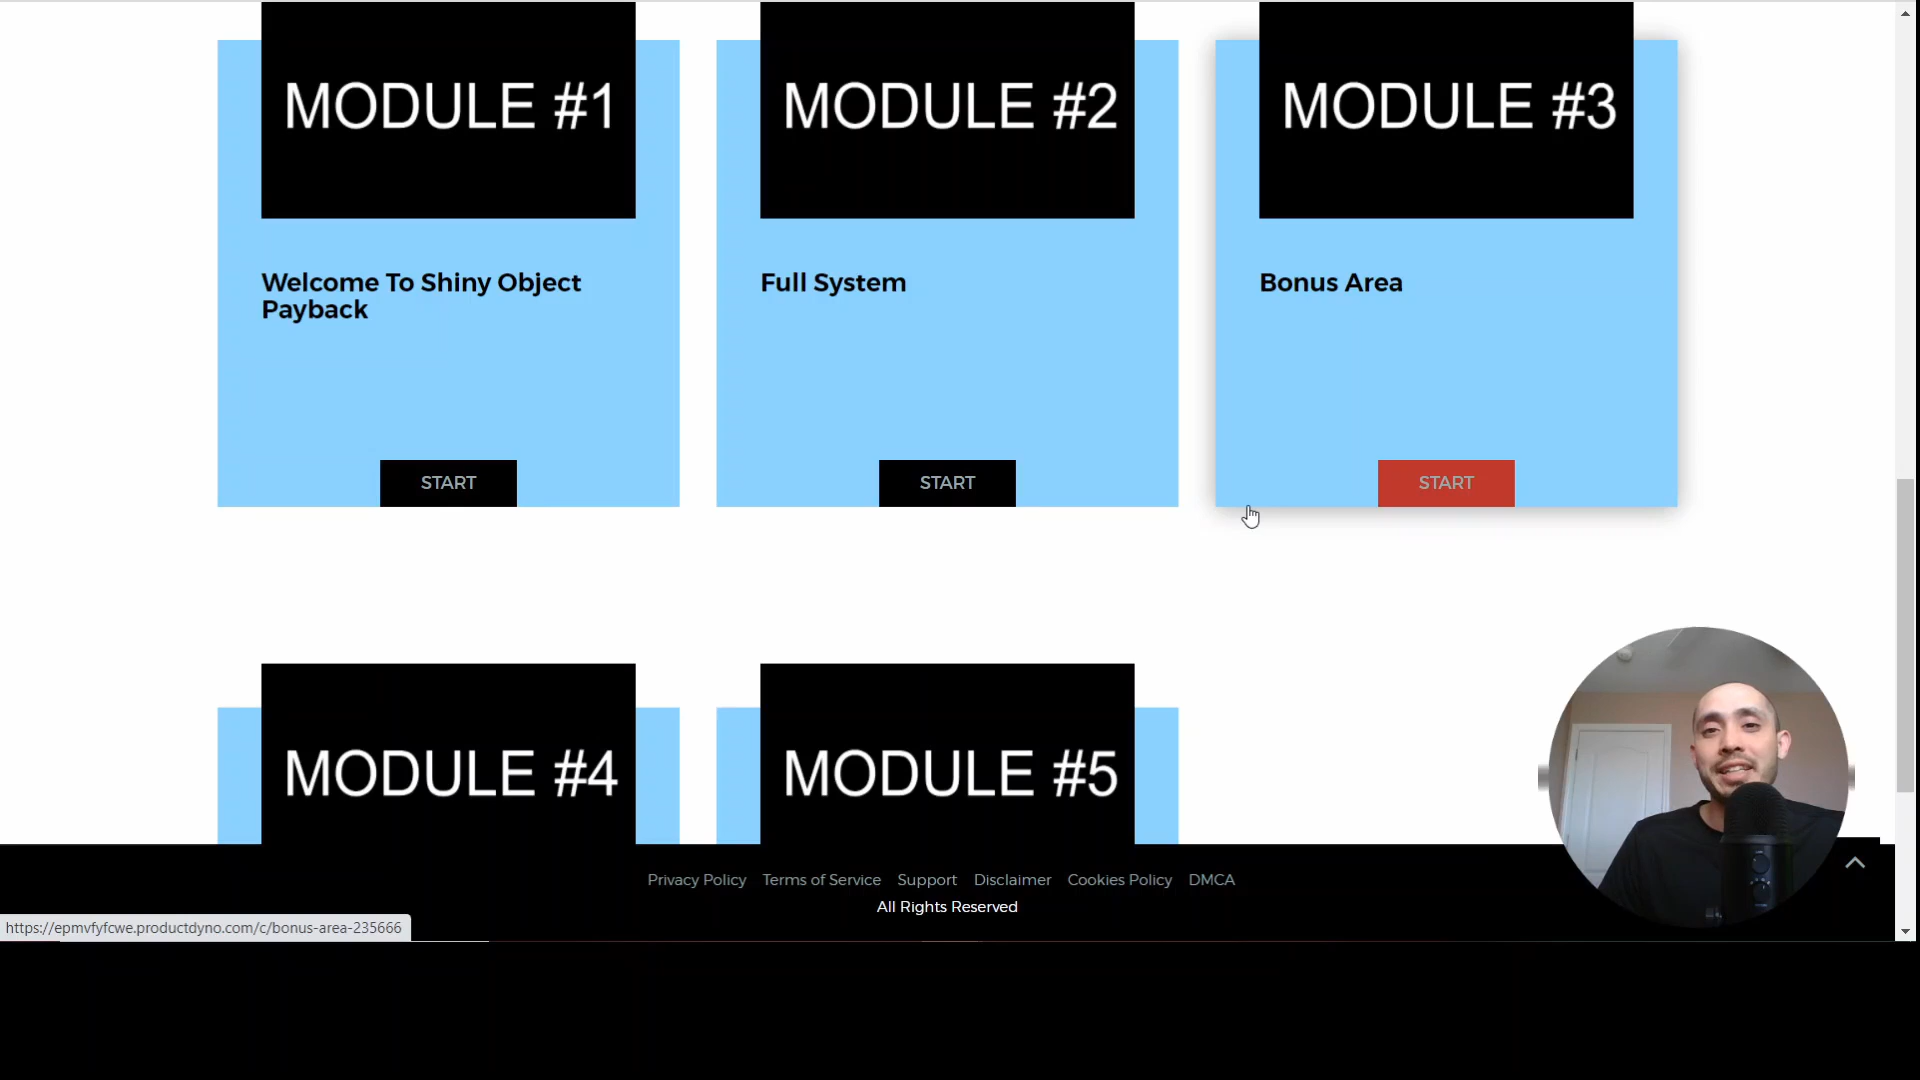 MODULE #1
MODULE #2
MODULE #3
Welcome To Shiny Object
Payback
Full System
Bonus Area
START
START
START
MODULE #4
MODULE #5
Privacy Policy
Terms of Service
Support
Disclaimer
Cookies Policy
DMCA
All Rights Reserved
https://epmvfyfcwe.productdyno.com/c/bonus-area-235666